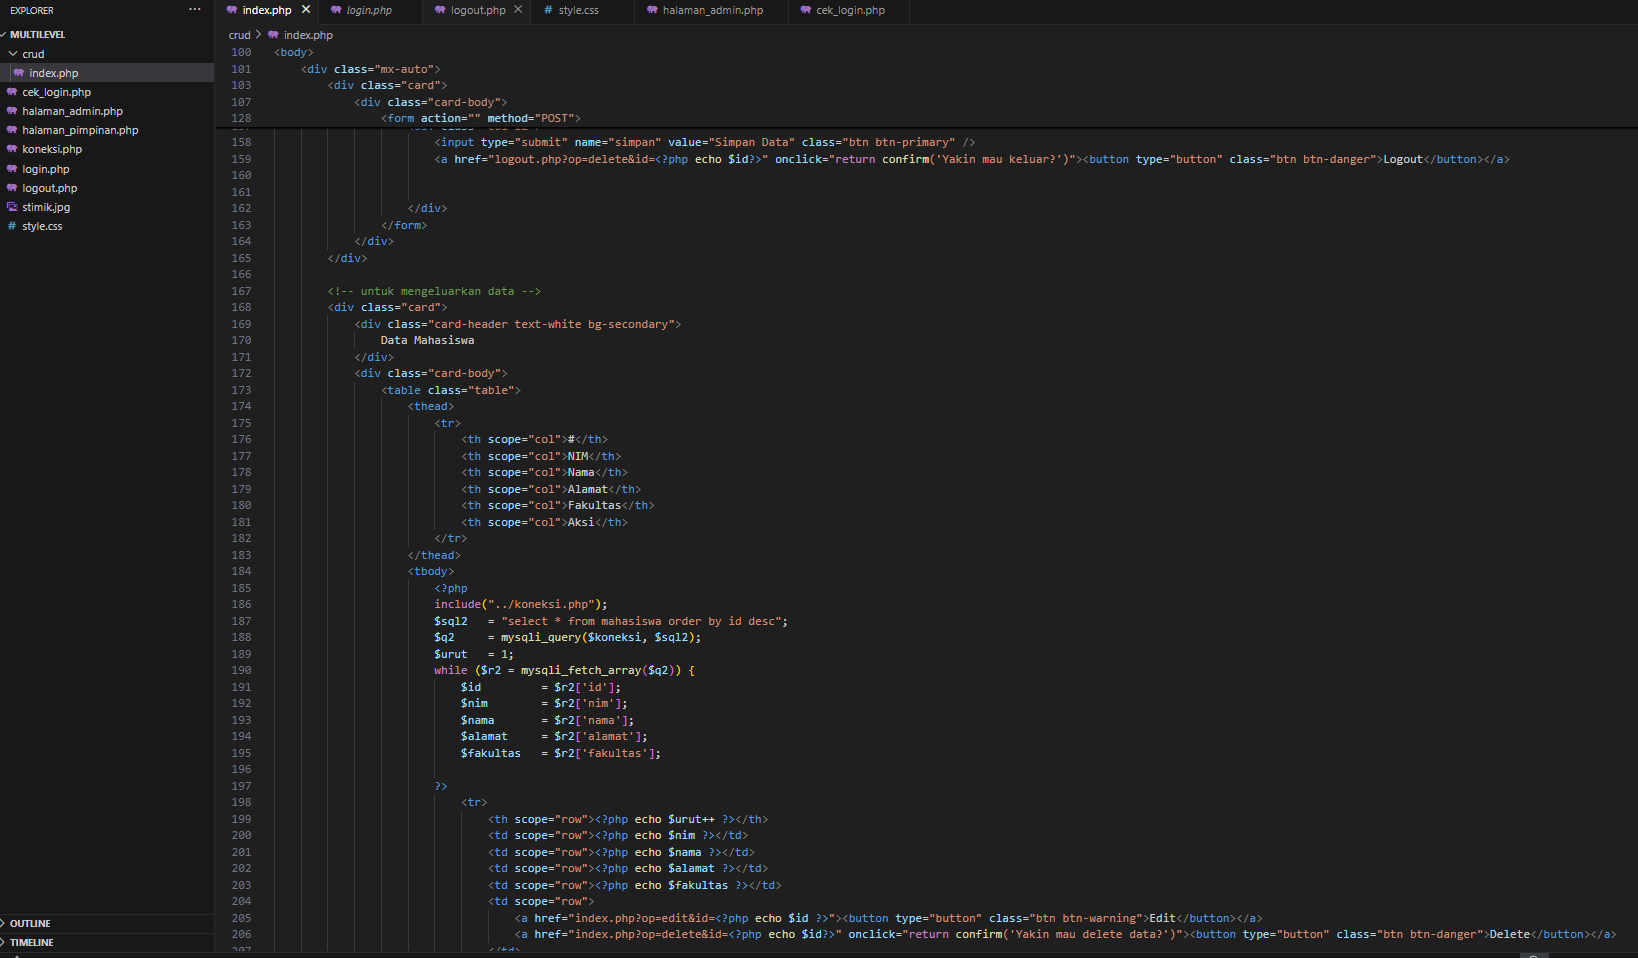 EXPLORER
···
MULTILEVEL
crud
index.php
cek_login.php
halaman_admin.php
halaman_pimpinan.php
koneksi.php
login.php
logout.php
stimik.jpg
# style.css
OUTLINE
TIMELINE
index.php × login.php logout.php × # style.css halaman_admin.php cek_login.php
crud > index.php
100 <body>
101 <div class="mx-auto">
103 <div class="card">
107 <div class="card-body">
128 <form action="" method="POST">
158 <input type="submit" name="simpan" value="Simpan Data" class="btn btn-primary" />
159 <a href="logout.php?op=delete&id=<?php echo $id?>" onclick="return confirm('Yakin mau keluar?')"><button type="button" class="btn btn-danger">Logout</button></a>
160
161
162 </div>
163 </form>
164 </div>
165 </div>
166
167 <!-- untuk mengeluarkan data -->
168 <div class="card">
169 <div class="card-header text-white bg-secondary">
170 Data Mahasiswa
171 </div>
172 <div class="card-body">
173 <table class="table">
174 <thead>
175 <tr>
176 <th scope="col">#</th>
177 <th scope="col">NIM</th>
178 <th scope="col">Nama</th>
179 <th scope="col">Alamat</th>
180 <th scope="col">Fakultas</th>
181 <th scope="col">Aksi</th>
182 </tr>
183 </thead>
184 <tbody>
185 <?php
186 include("../koneksi.php");
187 $sql2 = "select * from mahasiswa order by id desc";
188 $q2 = mysqli_query($koneksi, $sql2);
189 $urut = 1;
190 while ($r2 = mysqli_fetch_array($q2)) {
191 $id = $r2['id'];
192 $nim = $r2['nim'];
193 $nama = $r2['nama'];
194 $alamat = $r2['alamat'];
195 $fakultas = $r2['fakultas'];
196
197 ?>
198 <tr>
199 <th scope="row"><?php echo $urut++ ?></th>
200 <td scope="row"><?php echo $nim ?></td>
201 <td scope="row"><?php echo $nama ?></td>
202 <td scope="row"><?php echo $alamat ?></td>
203 <td scope="row"><?php echo $fakultas ?></td>
204 <td scope="row">
205 <a href="index.php?op=edit&id=<?php echo $id ?>"><button type="button" class="btn btn-warning">Edit</button></a>
206 <a href="index.php?op=delete&id=<?php echo $id?>" onclick="return confirm('Yakin mau delete data?')"><button type="button" class="btn btn-danger">Delete</button></a>
207 </td>